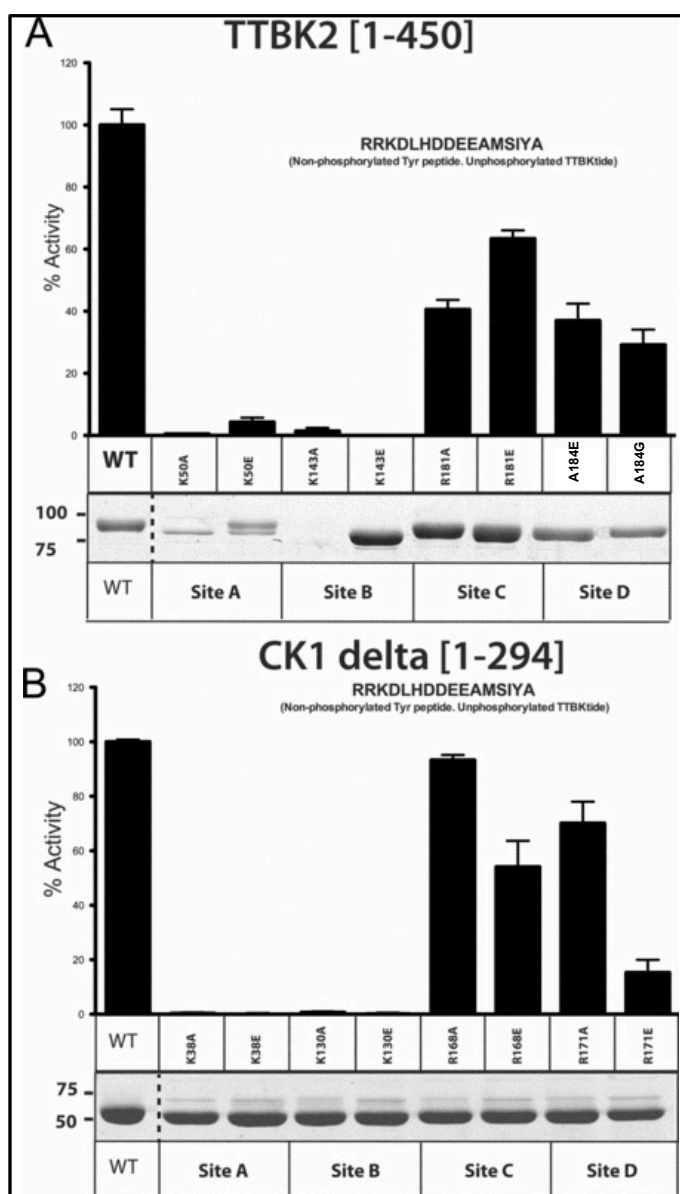 A
TTBK2 [1-450]
120
100
80
60
40
20
0
% Activity
RRKDLHDDEEAMSIYA
(Non-phosphorylated Tyr peptide. Unphosphorylated TTBKtide)
WT K50A K50E K143A K143E R181A R181E A184E A184G
100
75
WT Site A Site B Site C Site D
CK1 delta [1-294]
B
120
100
80
60
40
20
0
% Activity
RRKDLHDDEEAMSIYA
(Non-phosphorylated Tyr peptide. Unphosphorylated TTBKtide)
WT K38A K38E K130A K130E R168A R168E R171A R171E
75
50
WT Site A Site B Site C Site D